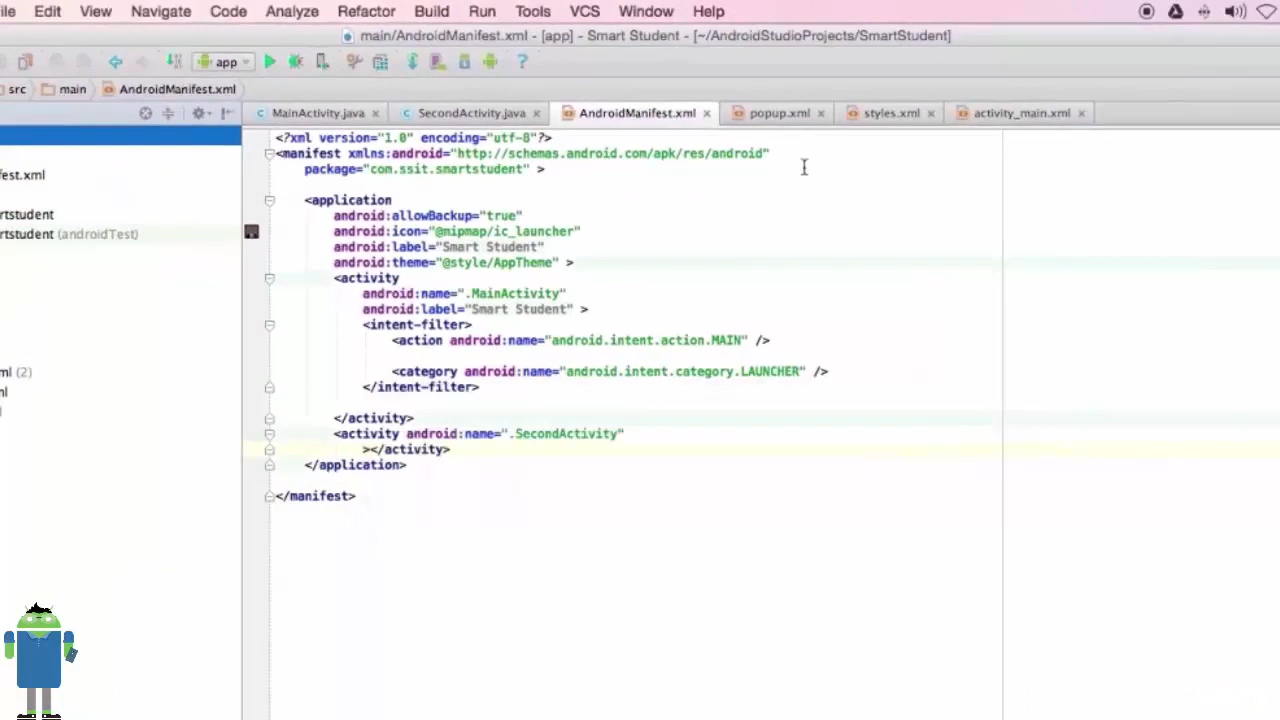 ile Edit View Navigate Code Analyze Refactor Build Run Tools VCS Window Help
main/AndroidManifest.xml - [app] - Smart Student - [~/AndroidStudioProjects/SmartStudent]
app
src main AndroidManifest.xml
MainActivity.java SecondActivity.java AndroidManifest.xml popup.xml styles.xml activity_main.xml
<?xml version="1.0" encoding="utf-8"?>
<manifest xmlns:android="http://schemas.android.com/apk/res/android"
package="com.ssit.smartstudent" >
fest.xml
<application
rtstudent
android:allowBackup="true"
rtstudent (androidTest)
android:icon="@mipmap/ic_launcher"
android:label="Smart Student"
android:theme="@style/AppTheme" >
<activity
android:name=".MainActivity"
android:label="Smart Student" >
<intent-filter>
<action android:name="android.intent.action.MAIN" />
ml (2)
<category android:name="android.intent.category.LAUNCHER" />
ml
</intent-filter>
</activity>
<activity android:name=".SecondActivity"
></activity>
</application>
</manifest>